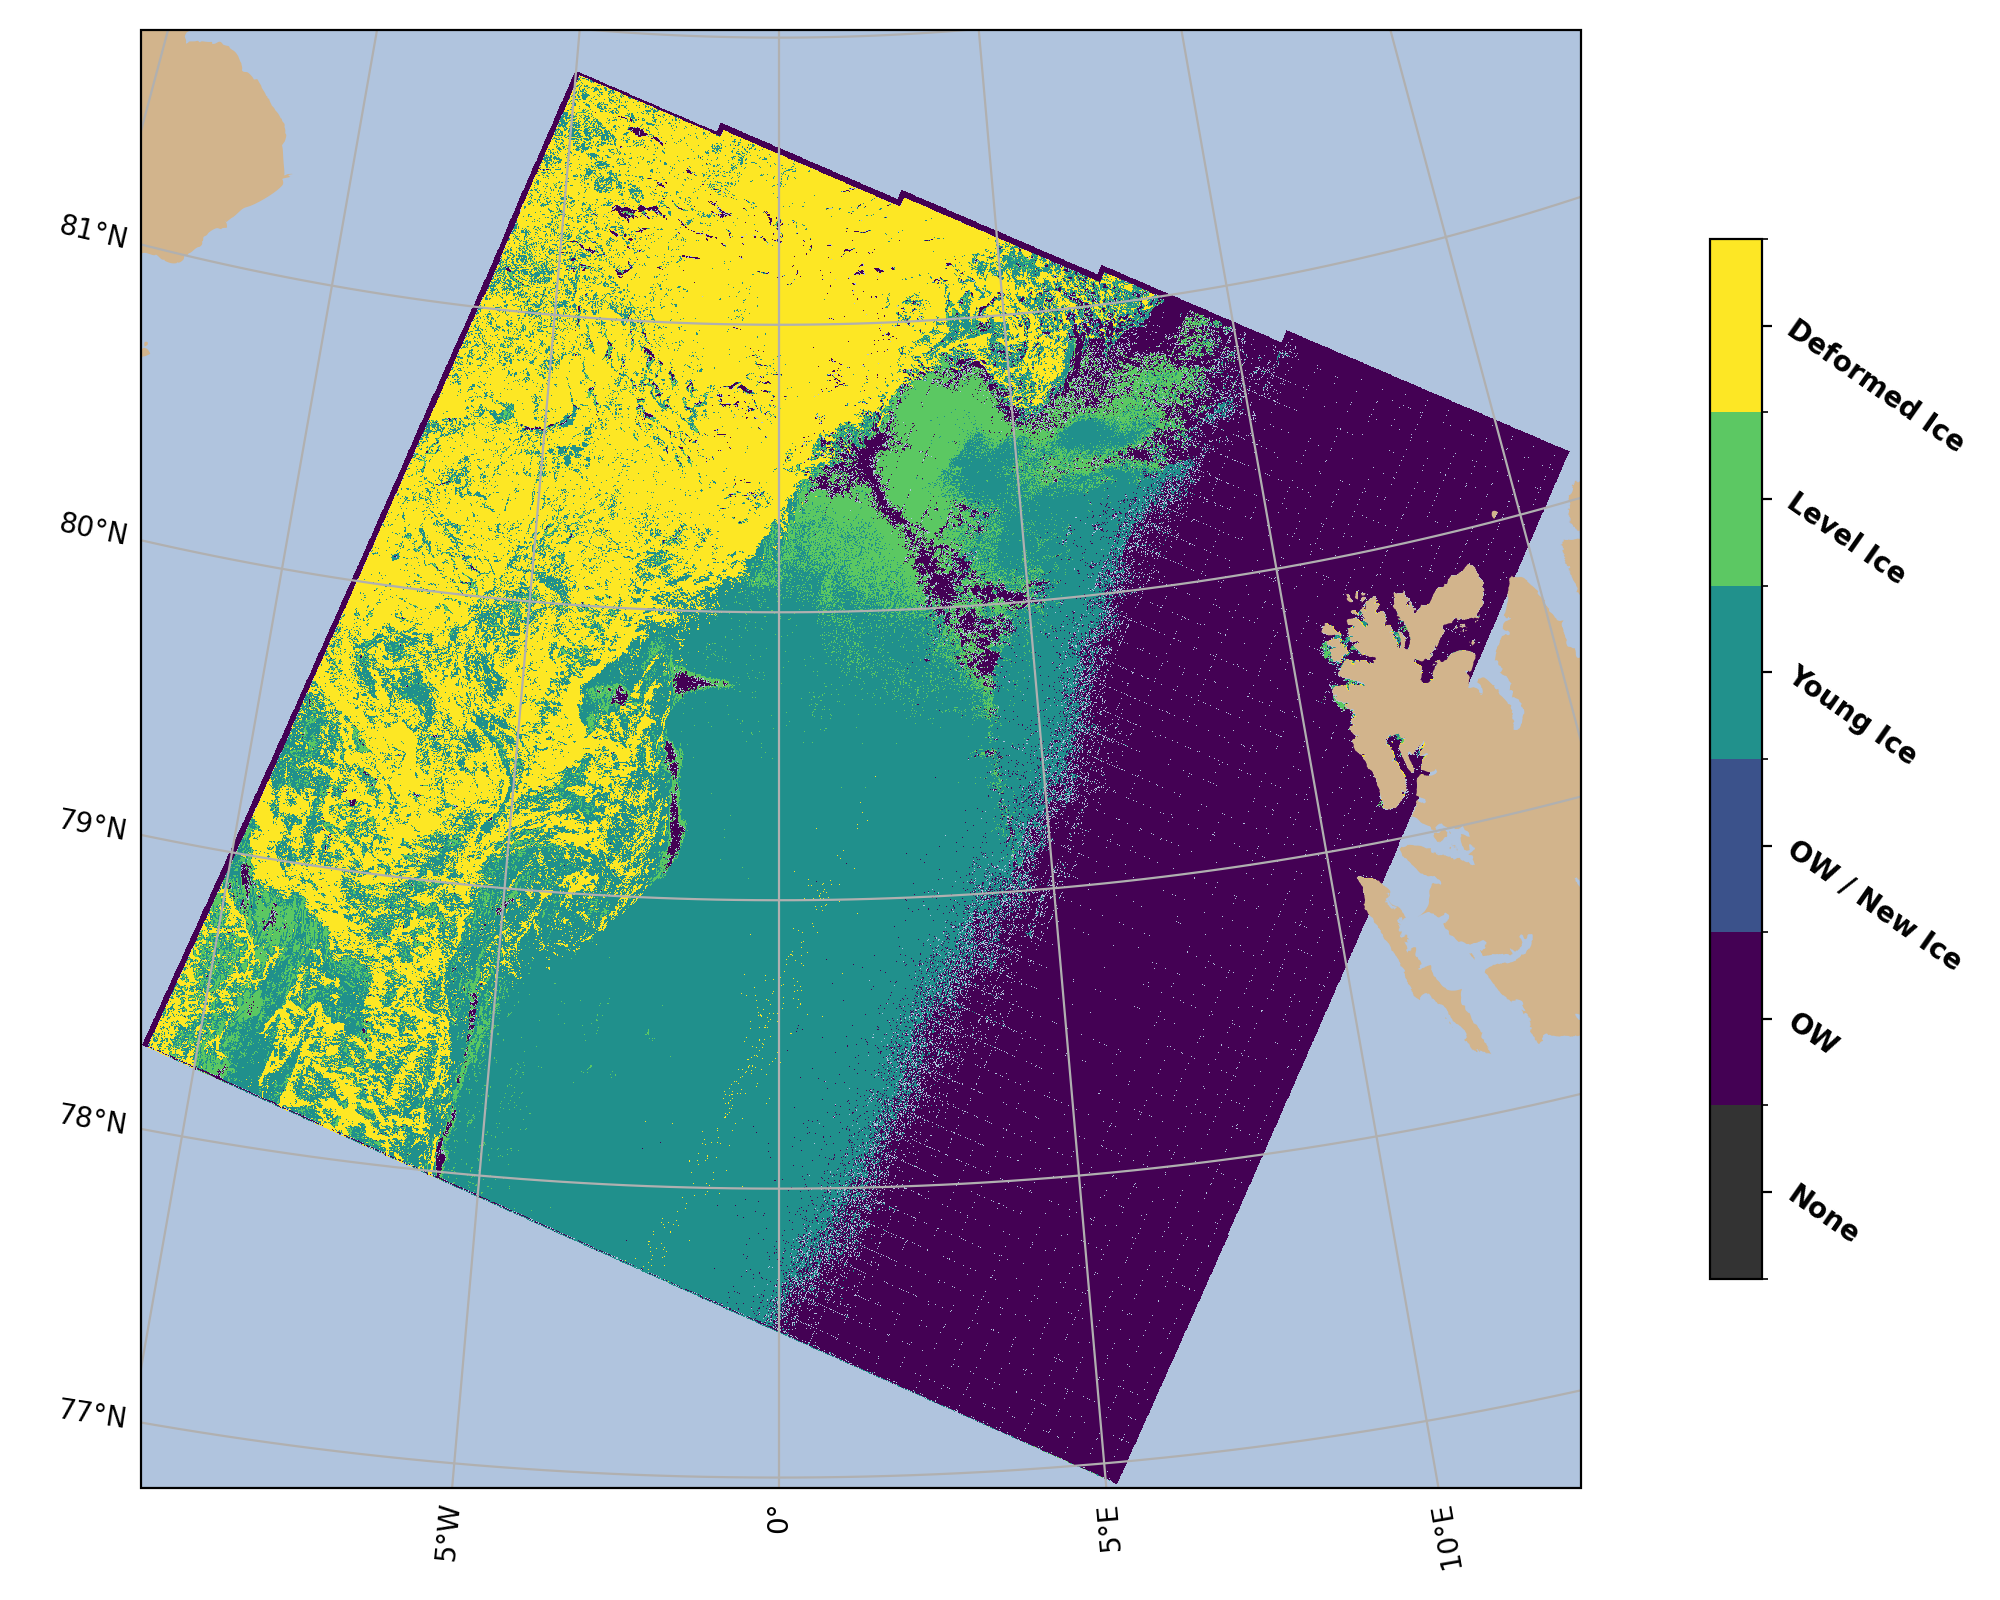 81°N
80°N
79°N
78°N
77°N
5°W
0°
5°E
10°E
Deformed Ice
Level Ice
Young Ice
OW / New Ice
OW
None